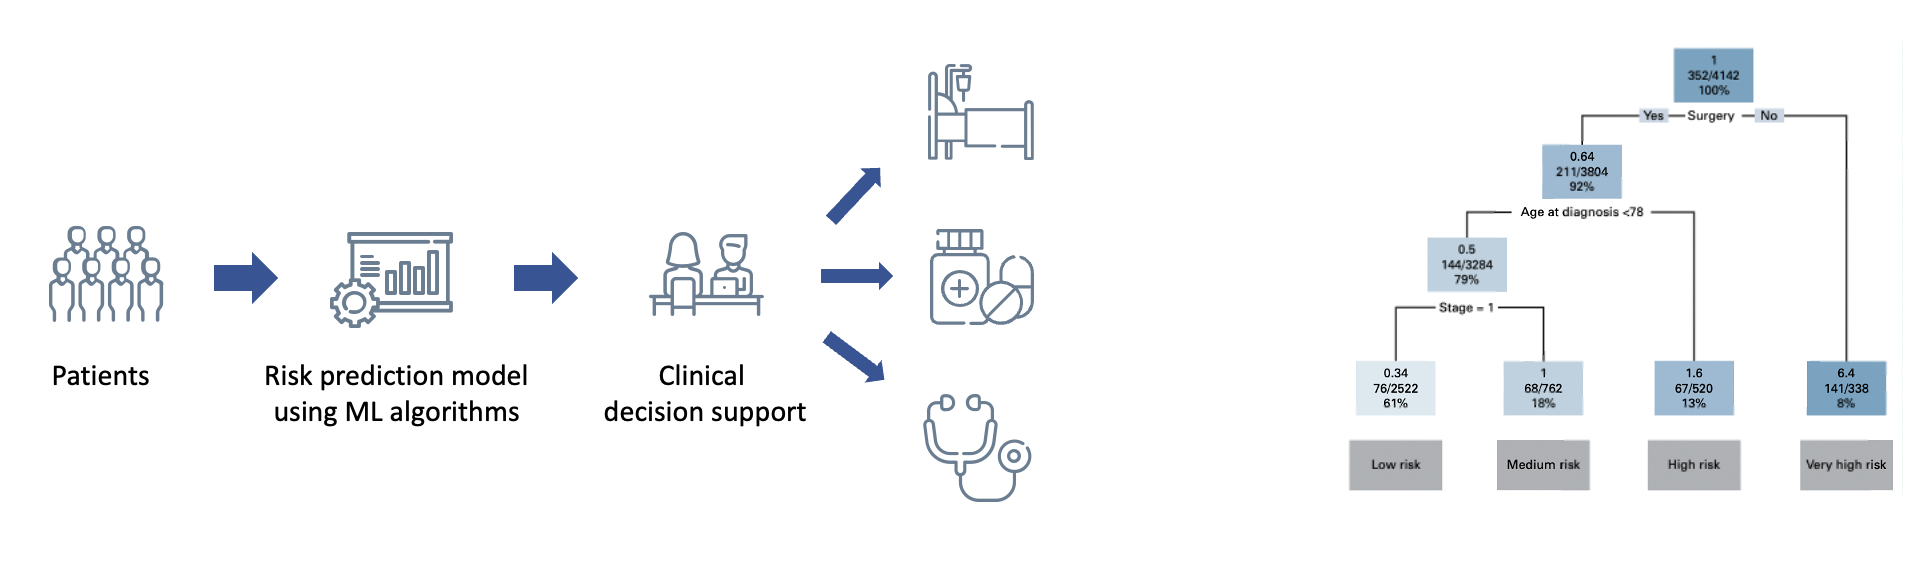 Patients
Risk prediction model
using ML algorithms
Clinical
decision support
1
352/4142
100%
Yes Surgery No
0.64
211/3804
92%
Age at diagnosis <78
0.5
144/3284
79%
Stage = 1
0.34
76/2522
61%
1
68/762
18%
1.6
67/520
13%
6.4
141/338
8%
Low risk
Medium risk
High risk
Very high risk